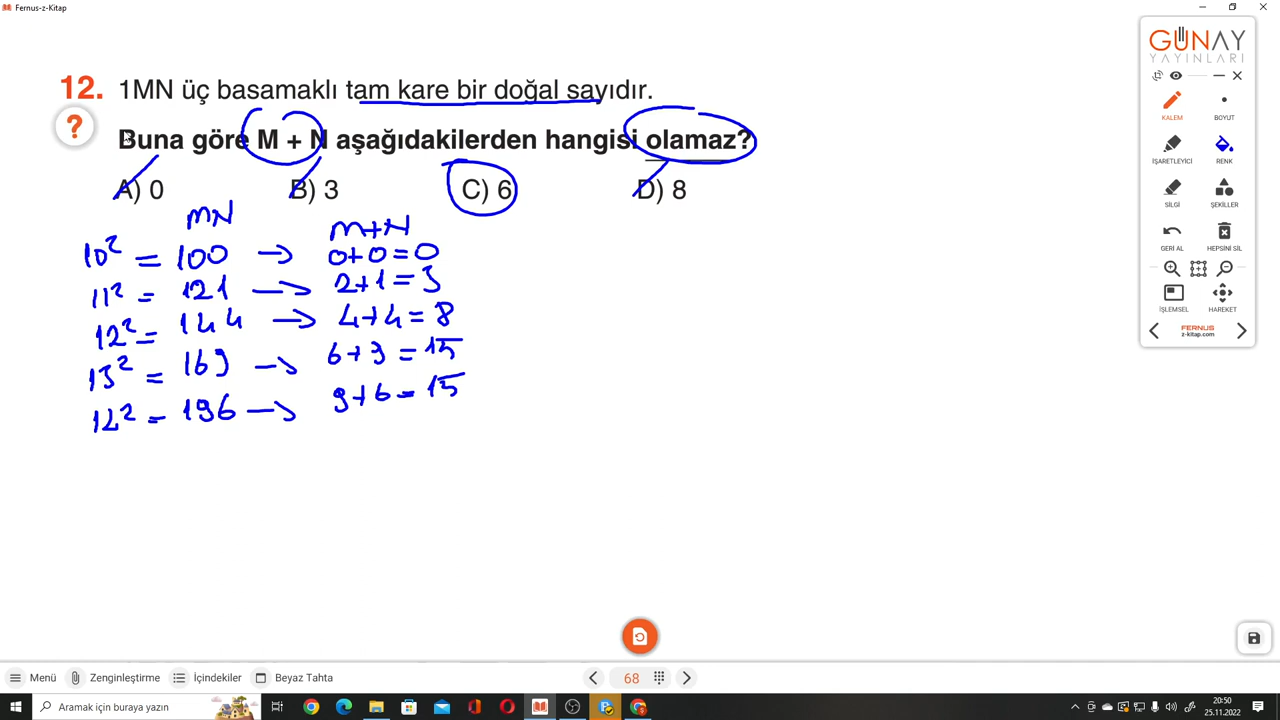 Fernus-z-Kitap
GÜNAY
YAYINLARI
12. 1MN üç basamaklı tam kare bir doğal sayıdır.
? Buna göre M + N aşağıdakilerden hangisi olamaz?
A) 0 B) 3 C) 6 D) 8
MN M+N
10² = 100 → 0+0=0
11² = 121 → 2+1=3
12² = 144 → 4+4=8
13² = 169 → 6+9=15
14² = 196 → 9+6=15
KALEM BOYUT
İŞARETLEYİCİ RENK
SİLGİ ŞEKİLLER
GERİ AL HEPSİNİ SİL
İŞLEMSEL HAREKET
FERNUS
z-kitap.com
Menü Zenginleştirme İçindekiler Beyaz Tahta 68
Aramak için buraya yazın 20:50
25.11.2022